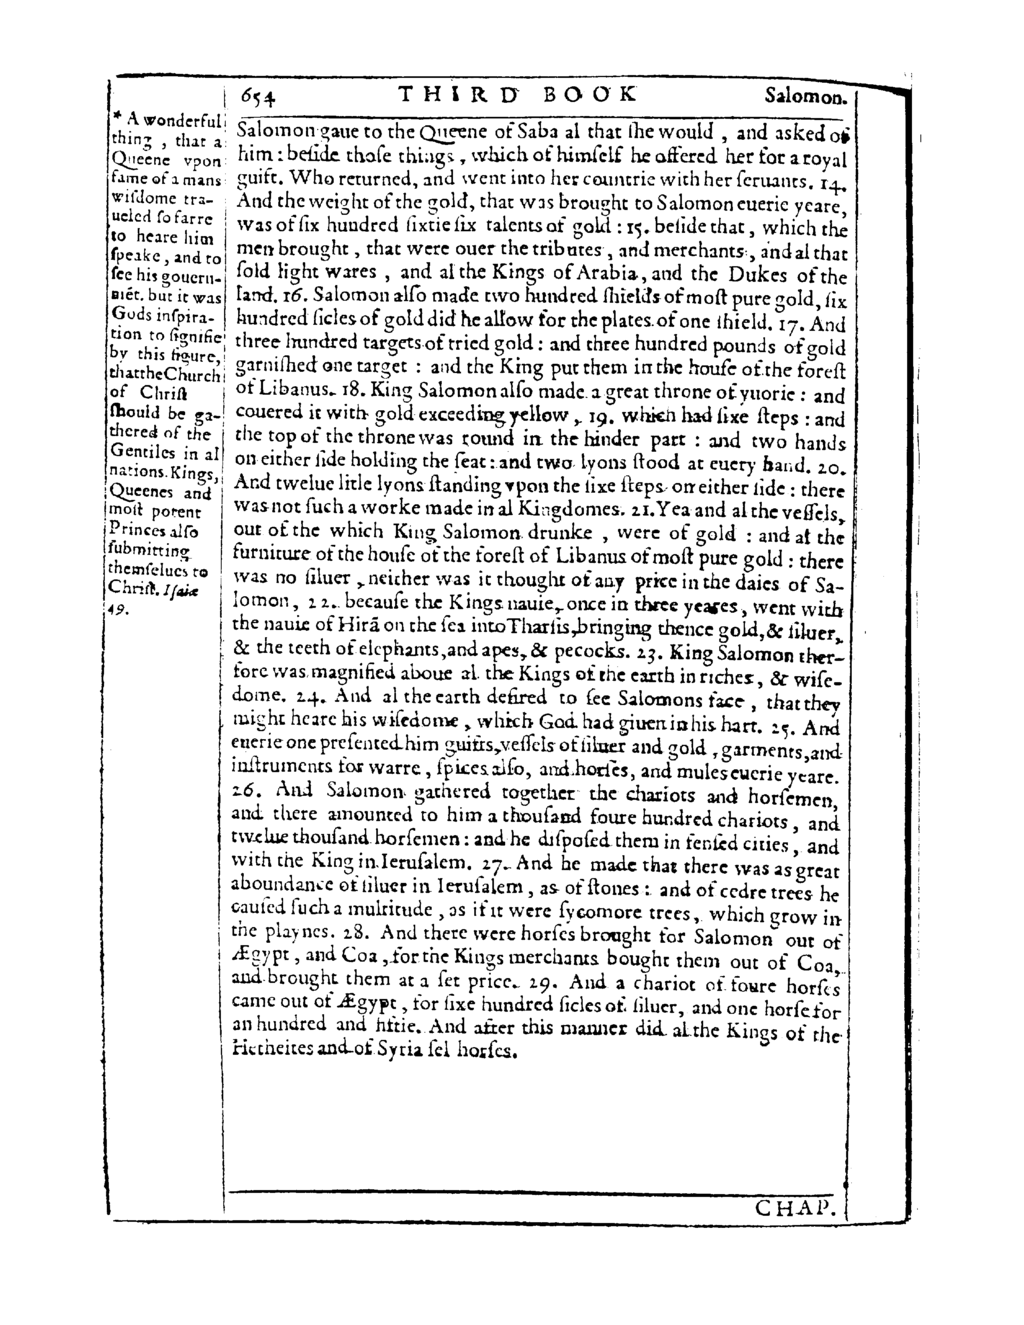 654 THIRD BOOK Salomon.
* A wonderful
thing, that a
Queene vpon
fame of a mans
wiſdome tra-
ueled ſo farre
to heare him
ſpeake, and to
ſee his gouern-
mēt. but it was
Gods inſpira-
tion to ſignifie
by this figure,
thattheChurch
of Chriſt
ſhould be ga-
thered of the
Gentiles in al
nations. Kings,
Queenes and
moſt potent
Princes alſo
ſubmitting
themſelues to
Chriſt. Iſaiæ
49.
Salomon gaue to the Queene of Saba al that ſhe would, and asked of
him: beſide thoſe things, which of himſelf he offered her for a royal
guift. Who returned, and went into her countrie with her ſeruants. 14.
And the weight of the gold, that was brought to Salomon euerie yeare,
was of ſix hundred ſixtie ſix talents of gold: 15. beſide that, which the
men brought, that were ouer the tributes, and merchants, and al that
ſold light wares, and al the Kings of Arabia, and the Dukes of the
land. 16. Salomon alſo made two hundred ſhields of moſt pure gold, ſix
hundred ſicles of gold did he allow for the plates of one ſhield. 17. And
three hundred targets of tried gold: and three hundred pounds of gold
garniſhed one target: and the King put them in the houſe of the foreſt
of Libanus. 18. King Salomon alſo made a great throne of yuorie: and
couered it with gold exceeding yellow, 19. which had ſixe ſteps: and
the top of the throne was round in the hinder part: and two hands
on either ſide holding the ſeat: and two lyons ſtood at euery hand. 20.
And twelue litle lyons ſtanding vpon the ſixe ſteps on either ſide: there
was not ſuch a worke made in al Kingdomes. 21. Yea and al the veſſels,
out of the which King Salomon drunke, were of gold: and al the
furniture of the houſe of the foreſt of Libanus of moſt pure gold: there
was no ſiluer, neither was it thought of any price in the daies of Sa-
lomon, 22. becauſe the Kings nauie, once in three yeares, went with
the nauie of Hirā on the ſea into Tharſis, bringing thence gold, & ſiluer,
& the teeth of elephants, and apes, & pecocks. 23. King Salomon ther-
fore was magnified aboue al the Kings of the earth in riches, & wiſe-
dome. 24. And al the earth deſired to ſee Salomons face, that they
might heare his wiſedome, which God had giuen in his hart. 25. And
euerie one preſented him guifts, veſſels of ſiluer and gold, garments, and
inſtruments for warre, ſpices alſo, and horſes, and mules euerie yeare.
26. And Salomon gathered together the chariots and horſemen,
and there amounted to him a thouſand foure hundred chariots, and
twelue thouſand horſemen: and he diſpoſed them in fenſed cities, and
with the King in Ieruſalem. 27. And he made that there was as great
aboundance of ſiluer in Ieruſalem, as of ſtones: and of cedre trees he
cauſed ſuch a multitude, as if it were ſycomore trees, which grow in
the playnes. 28. And there were horſes brought for Salomon out of
Ægypt, and Coa, for the Kings merchants bought them out of Coa,
and brought them at a ſet price. 29. And a chariot of foure horſes
came out of Ægypt, for ſixe hundred ſicles of ſiluer, and one horſe for
an hundred and fiftie. And after this manner did al the Kings of the
Hetheites and of Syria ſel horſes.
CHAP.